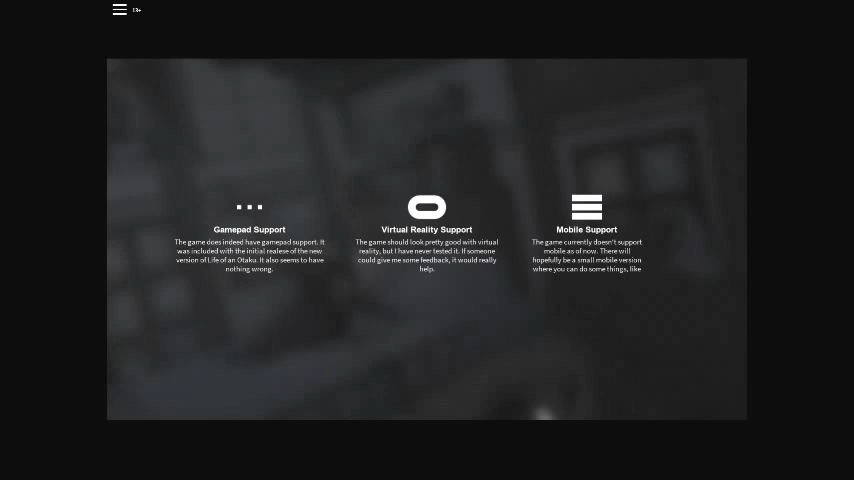 13+
Gamepad Support
The game does indeed have gamepad support. It
was included with the initial realese of the new
version of Life of an Otaku. It also seems to have
nothing wrong.
Virtual Reality Support
The game should look pretty good with virtual
reality, but I have never tested it. If someone
could give me some feedback, it would really
help.
Mobile Support
The game currently doesn't support
mobile as of now. There will
hopefully be a small mobile version
where you can do some things, like